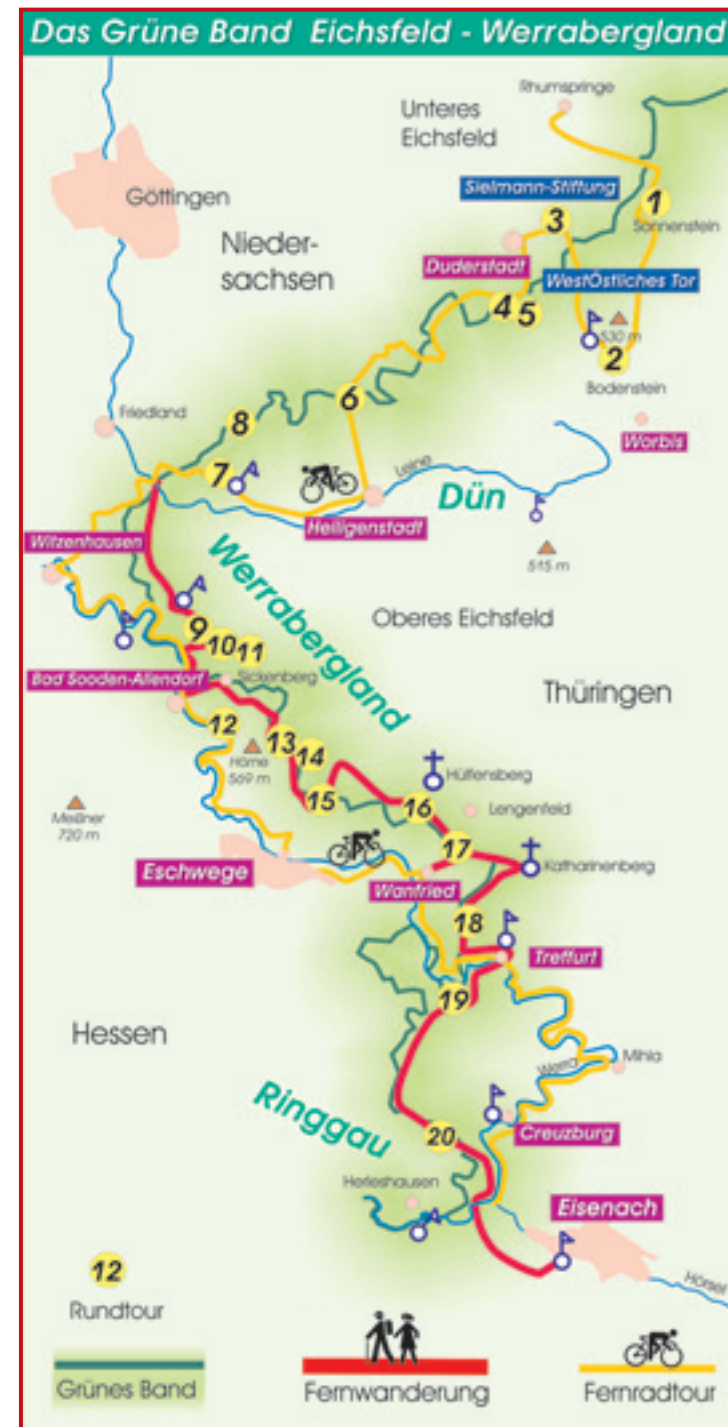 Das Grüne Band Eichsfeld - Werrabergland
Rhumspringe
Unteres
Eichsfeld
Göttingen
Sielmann-Stiftung
1
3
Sonnenstein
Nieder-
sachsen
Duderstadt
WestÖstliches Tor
4
5
530 m
2
Bodenstein
6
Friedland
8
Worbis
7
Leine
Dün
Heiligenstadt
Witzenhausen
515 m
Werrabergland
Oberes Eichsfeld
9
10
11
Bad Sooden-Allendorf
Sickenberg
Thüringen
12
13
14
Hörne
569 m
15
Hülfensberg
16
Lengenfeld
Meißner
720 m
17
Eschwege
Katharinenberg
Wanfried
18
Treffurt
19
Hessen
Werra
Mihla
Ringgau
Creuzburg
20
Herleshausen
Eisenach
Hörsel
12
Rundtour
Grünes Band
Fernwanderung
Fernradtour